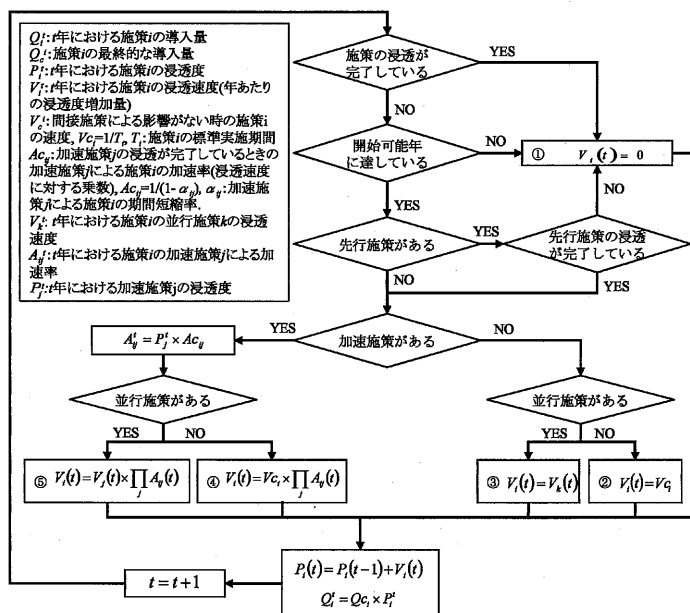 Q_i^t:t年における施策iの導入量
Q_c^t:施策iの最終的な導入量
P_i^t:t年における施策iの浸透度
V_i^t:t年における施策iの浸透速度(年あたり
の浸透度増加量)
V_c^t:間接施策による影響がない時の施策i
の速度, Vc_i=1/T_i, T_i:施策iの標準実施期間
Ac_ij:加速施策jの浸透が完了しているときの
加速施策jによる施策iの加速率(浸透速度
に対する乗数), Ac_ij=1/(1-α_ij), α_ij:加速施
策jによる施策iの期間短縮率.
V_k^t: t年における施策iの並行施策kの浸透
速度
A_ij^t:t年における施策iの加速施策jによる加
速率
P_j^t:t年における加速施策jの浸透度
施策の浸透が
完了している
YES
NO
開始可能年
に達している
NO
① V_i(t) = 0
YES
NO
先行施策がある
YES
先行施策の浸透
が完了している
NO
YES
加速施策がある
YES
NO
A_ij^t = P_j^t × Ac_ij
並行施策がある
YES
NO
並行施策がある
YES
NO
⑤ V_i(t)=V_j(t)×∏_j A_ij(t)
④ V_i(t)=Vc_i×∏_j A_ij(t)
③ V_i(t)=V_k(t)
② V_i(t)=Vc_i
P_i(t)=P_i(t-1)+V_i(t)
Q_i^t=Qc_i×P_i^t
t=t+1